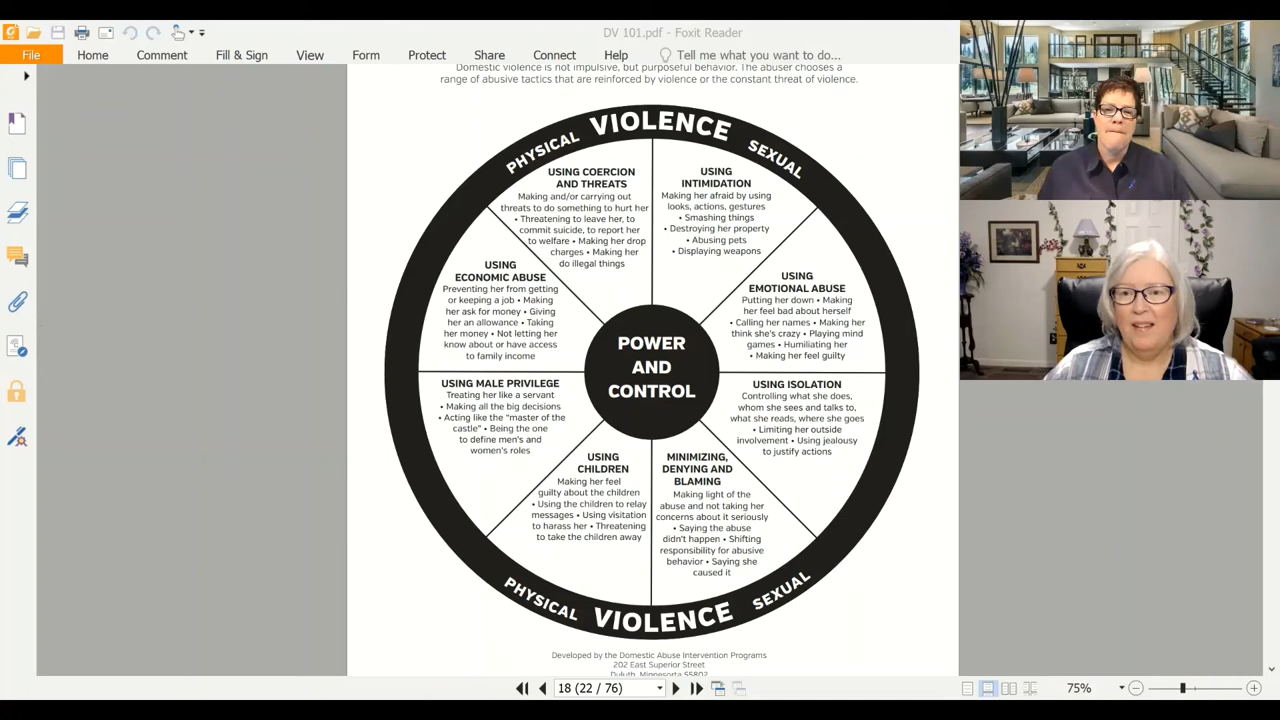 DV 101.pdf - Foxit Reader
File
Home
Comment
Fill & Sign
View
Form
Protect
Share
Connect
Help
Tell me what you want to do...
Domestic violence is not impulsive, but purposeful behavior. The abuser chooses a
range of abusive tactics that are reinforced by violence or the constant threat of violence.
PHYSICAL VIOLENCE SEXUAL
USING COERCION
AND THREATS
Making and/or carrying out
threats to do something to hurt her
• Threatening to leave her, to
commit suicide, to report her
to welfare • Making her drop
charges • Making her
do illegal things
USING
INTIMIDATION
Making her afraid by using
looks, actions, gestures
• Smashing things
• Destroying her property
• Abusing pets
• Displaying weapons
USING
ECONOMIC ABUSE
Preventing her from getting
or keeping a job • Making
her ask for money • Giving
her an allowance • Taking
her money • Not letting her
know about or have access
to family income
USING
EMOTIONAL ABUSE
Putting her down • Making
her feel bad about herself
• Calling her names • Making her
think she's crazy • Playing mind
games • Humiliating her
• Making her feel guilty
POWER
AND
CONTROL
USING MALE PRIVILEGE
Treating her like a servant
• Making all the big decisions
• Acting like the "master of the
castle" • Being the one
to define men's and
women's roles
USING ISOLATION
Controlling what she does,
whom she sees and talks to,
what she reads, where she goes
• Limiting her outside
involvement • Using jealousy
to justify actions
USING
CHILDREN
Making her feel
guilty about the children
• Using the children to relay
messages • Using visitation
to harass her • Threatening
to take the children away
MINIMIZING,
DENYING AND
BLAMING
Making light of the
abuse and not taking her
concerns about it seriously
• Saying the abuse
didn't happen • Shifting
responsibility for abusive
behavior • Saying she
caused it
PHYSICAL VIOLENCE SEXUAL
Developed by the Domestic Abuse Intervention Programs
202 East Superior Street
Duluth, Minnesota 55802
18 (22 / 76)
75%